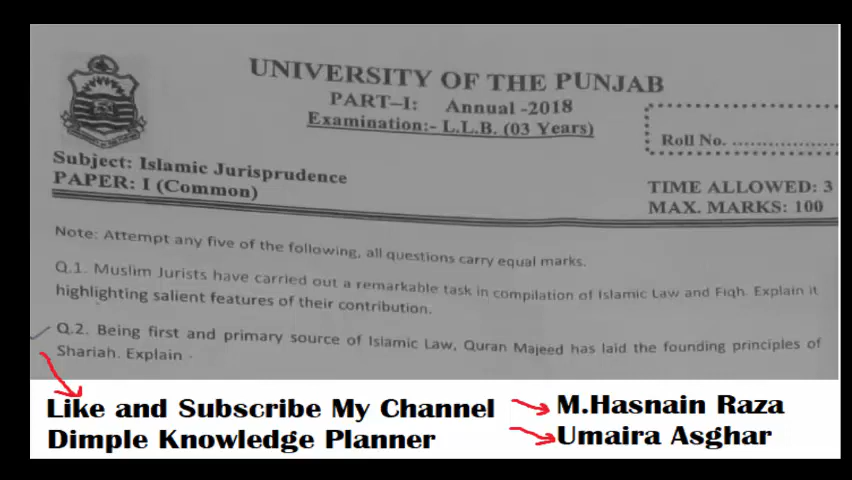 UNIVERSITY OF THE PUNJAB
PART–I: Annual -2018
Examination:- L.L.B. (03 Years)
Roll No. ..................
Subject: Islamic Jurisprudence
PAPER: I (Common)
TIME ALLOWED: 3
MAX. MARKS: 100
Note: Attempt any five of the following, all questions carry equal marks.
Q.1. Muslim Jurists have carried out a remarkable task in compilation of Islamic Law and Fiqh. Explain it
highlighting salient features of their contribution.
Q.2. Being first and primary source of Islamic Law, Quran Majeed has laid the founding principles of
Shariah. Explain
Like and Subscribe My Channel
Dimple Knowledge Planner
M.Hasnain Raza
Umaira Asghar